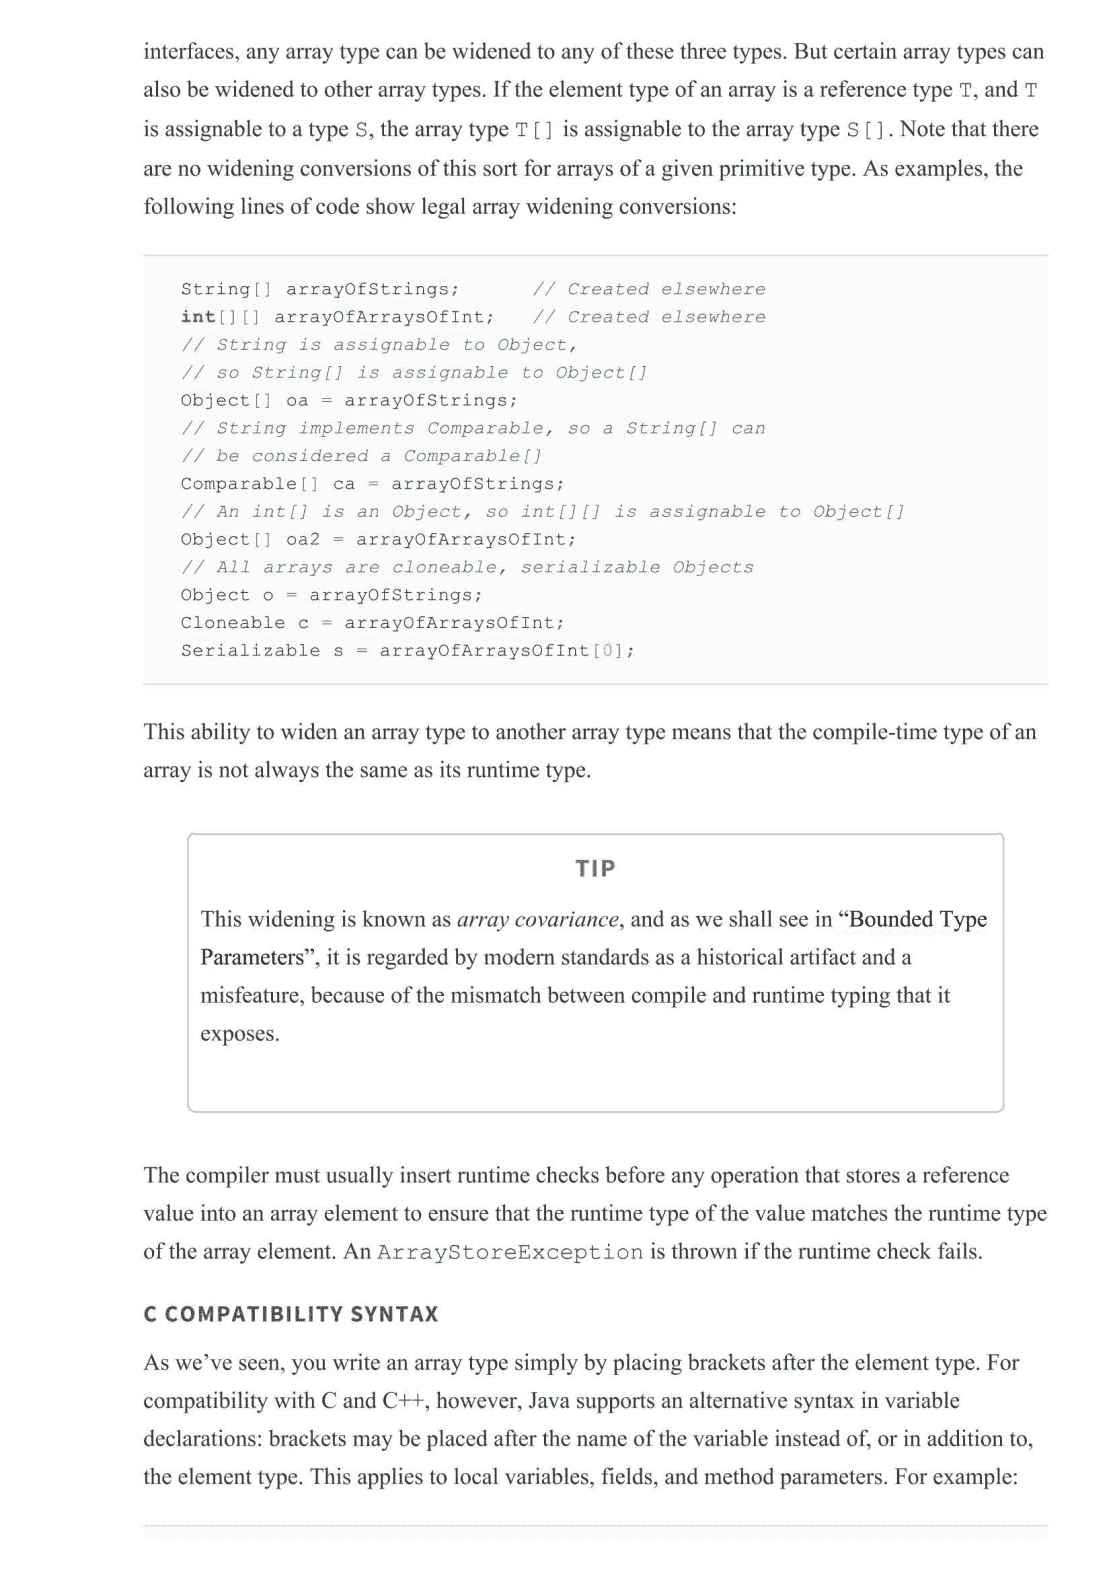 interfaces, any array type can be widened to any of these three types. But certain array types can
also be widened to other array types. If the element type of an array is a reference type T, and T
is assignable to a type S, the array type T[] is assignable to the array type S[]. Note that there
are no widening conversions of this sort for arrays of a given primitive type. As examples, the
following lines of code show legal array widening conversions:
String[] arrayOfStrings;      // Created elsewhere
int[][] arrayOfArraysOfInt;   // Created elsewhere
// String is assignable to Object,
// so String[] is assignable to Object[]
Object[] oa = arrayOfStrings;
// String implements Comparable, so a String[] can
// be considered a Comparable[]
Comparable[] ca = arrayOfStrings;
// An int[] is an Object, so int[][] is assignable to Object[]
Object[] oa2 = arrayOfArraysOfInt;
// All arrays are cloneable, serializable Objects
Object o = arrayOfStrings;
Cloneable c = arrayOfArraysOfInt;
Serializable s = arrayOfArraysOfInt[0];
This ability to widen an array type to another array type means that the compile-time type of an
array is not always the same as its runtime type.
TIP
This widening is known as array covariance, and as we shall see in “Bounded Type
Parameters”, it is regarded by modern standards as a historical artifact and a
misfeature, because of the mismatch between compile and runtime typing that it
exposes.
The compiler must usually insert runtime checks before any operation that stores a reference
value into an array element to ensure that the runtime type of the value matches the runtime type
of the array element. An ArrayStoreException is thrown if the runtime check fails.
C COMPATIBILITY SYNTAX
As we’ve seen, you write an array type simply by placing brackets after the element type. For
compatibility with C and C++, however, Java supports an alternative syntax in variable
declarations: brackets may be placed after the name of the variable instead of, or in addition to,
the element type. This applies to local variables, fields, and method parameters. For example: